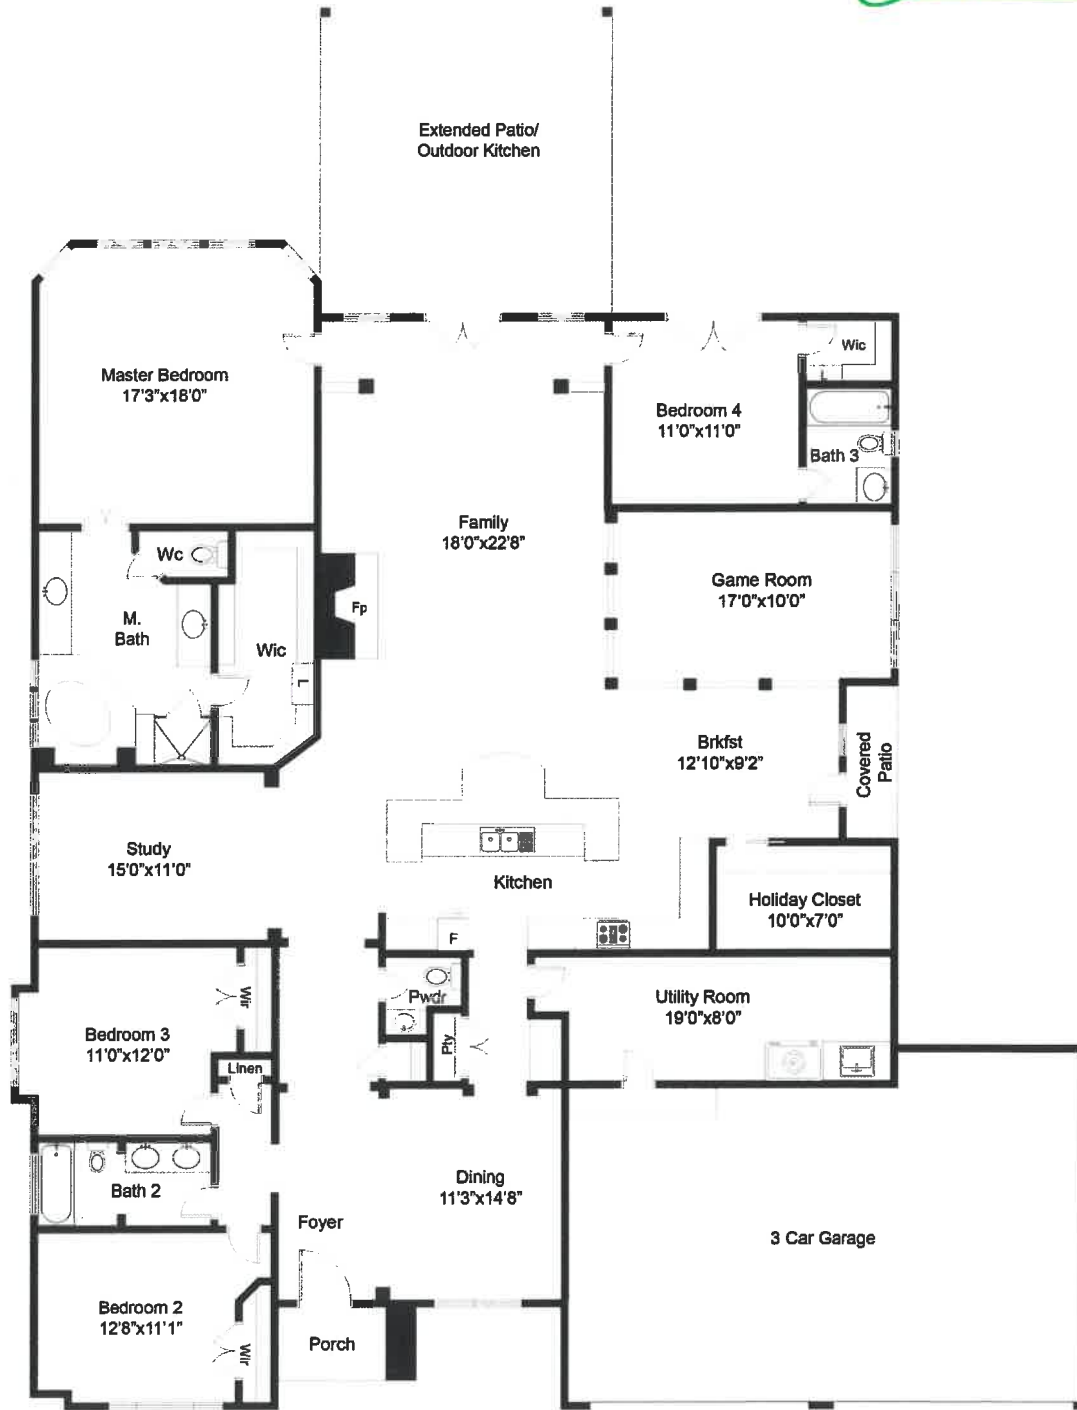 Extended Patio/
Outdoor Kitchen
Master Bedroom
17'3"x18'0"
Wic
L
Bedroom 4
11'0"x11'0"
Bath 3
Family
18'0"x22'8"
Wc
Game Room
17'0"x10'0"
Fp
M.
Bath
Wic
L
Brkfst
12'10"x9'2"
Covered
Patio
Study
15'0"x11'0"
Kitchen
Holiday Closet
10'0"x7'0"
F
Pwdr
Wir
Utility Room
19'0"x8'0"
Bedroom 3
11'0"x12'0"
Pty
Linen
Dining
11'3"x14'8"
Bath 2
Foyer
3 Car Garage
Bedroom 2
12'8"x11'1"
Wir
Porch